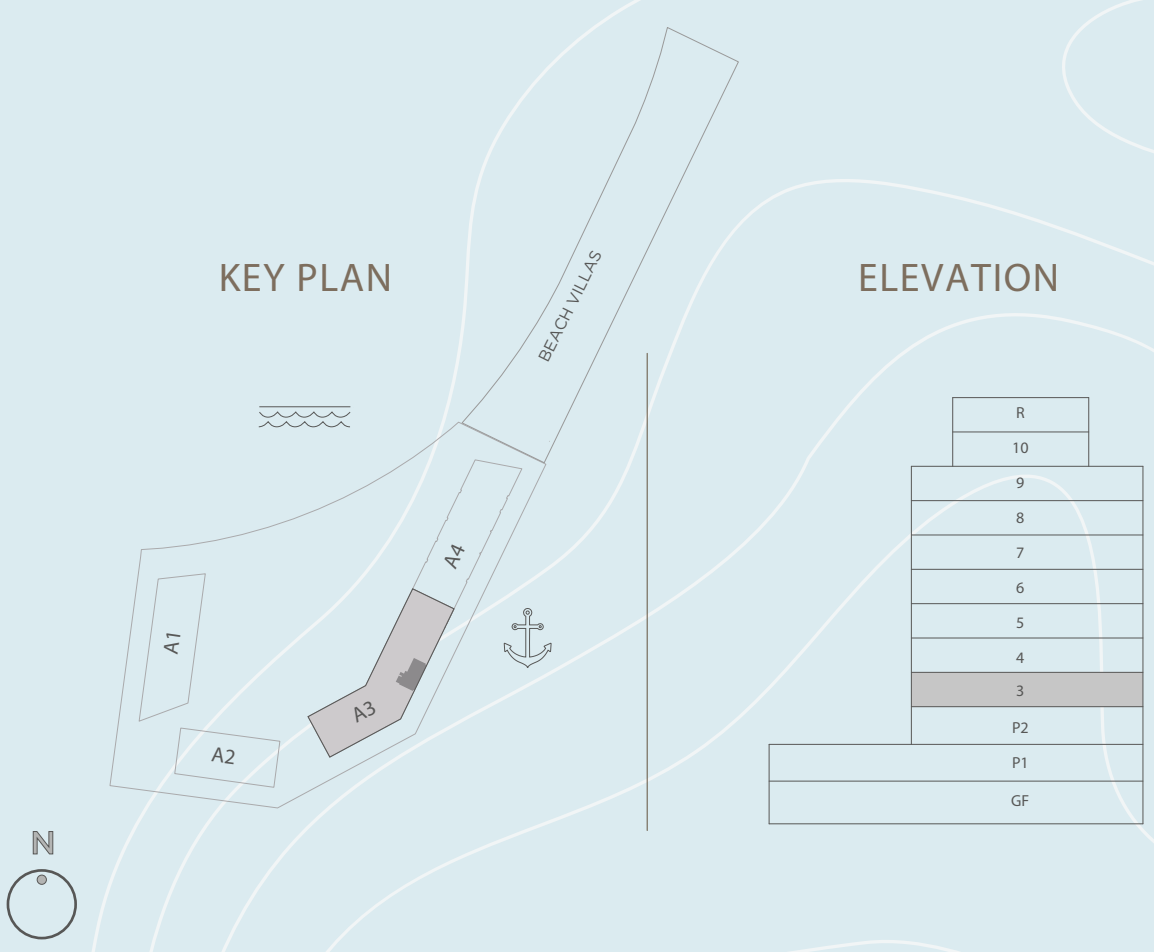 KEY PLAN
ELEVATION
BEACH VILLAS
A4
A1
A3
A2
N
R
10
9
8
7
6
5
4
3
P2
P1
GF